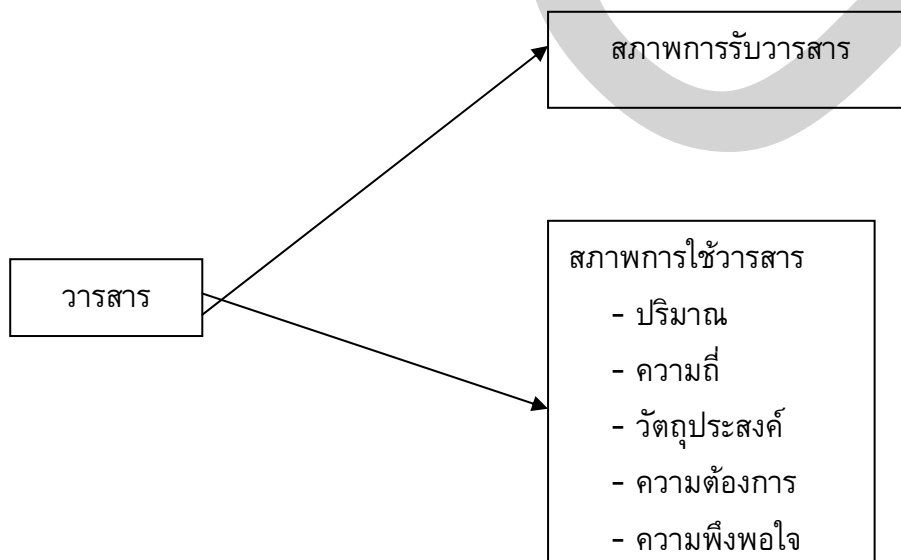 สภาพการรับวารสาร
วารสาร
สภาพการใช้วารสาร
- ปริมาณ
- ความถี่
- วัตถุประสงค์
- ความต้องการ
- ความพึงพอใจ